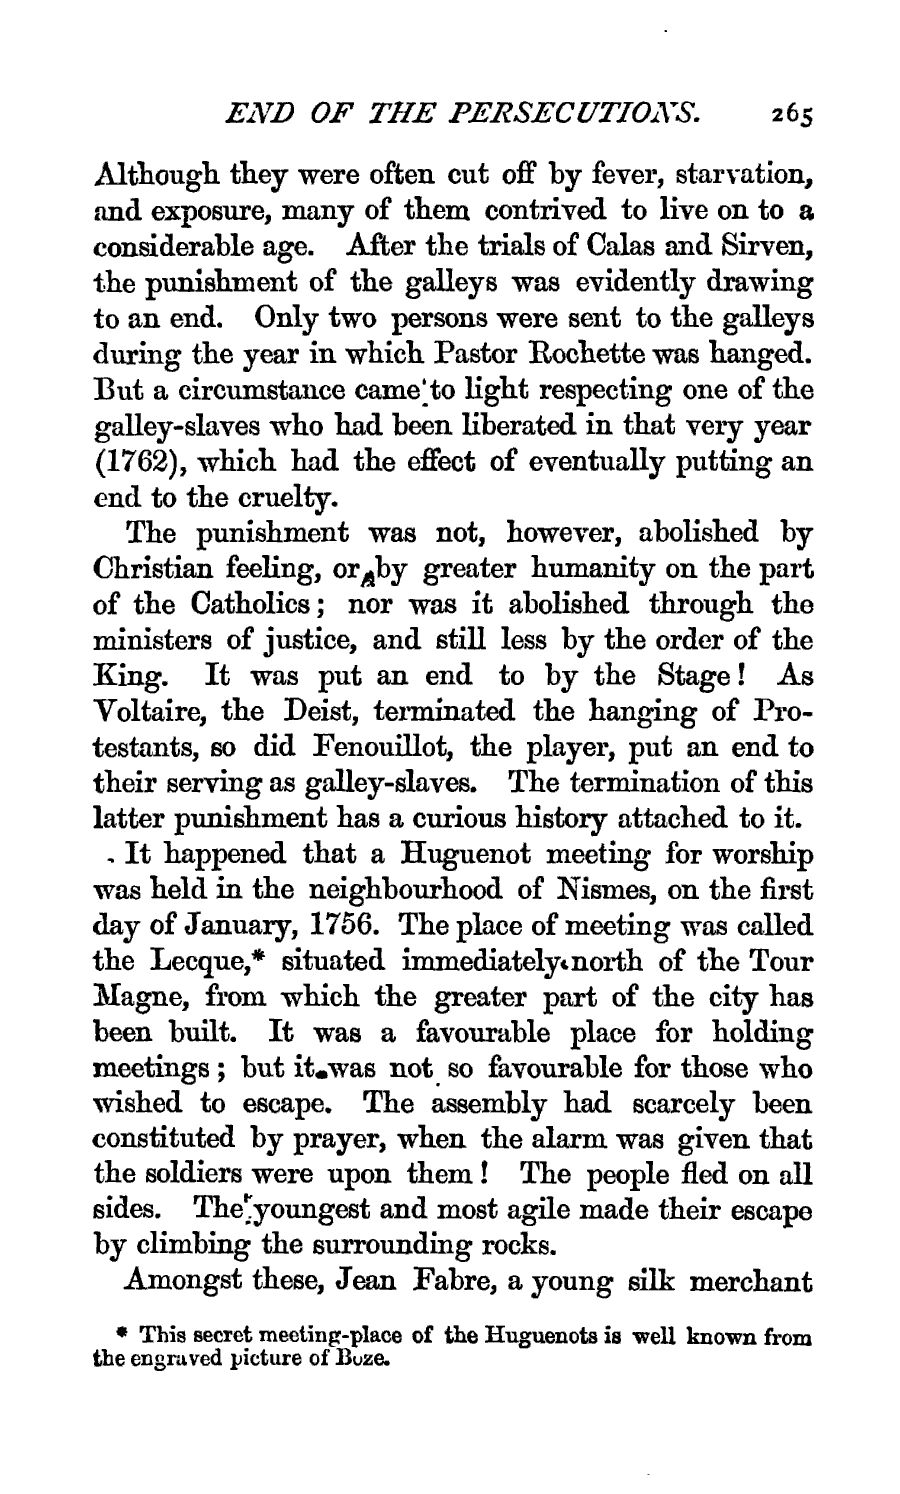 END OF THE PERSECUTIONS. 265
Although they were often cut off by fever, starvation,
and exposure, many of them contrived to live on to a
considerable age. After the trials of Calas and Sirven,
the punishment of the galleys was evidently drawing
to an end. Only two persons were sent to the galleys
during the year in which Pastor Rochette was hanged.
But a circumstance came to light respecting one of the
galley-slaves who had been liberated in that very year
(1762), which had the effect of eventually putting an
end to the cruelty.
The punishment was not, however, abolished by
Christian feeling, or by greater humanity on the part
of the Catholics; nor was it abolished through the
ministers of justice, and still less by the order of the
King. It was put an end to by the Stage! As
Voltaire, the Deist, terminated the hanging of Pro-
testants, so did Fenouillot, the player, put an end to
their serving as galley-slaves. The termination of this
latter punishment has a curious history attached to it.
It happened that a Huguenot meeting for worship
was held in the neighbourhood of Nismes, on the first
day of January, 1756. The place of meeting was called
the Lecque,* situated immediately north of the Tour
Magne, from which the greater part of the city has
been built. It was a favourable place for holding
meetings; but it was not so favourable for those who
wished to escape. The assembly had scarcely been
constituted by prayer, when the alarm was given that
the soldiers were upon them! The people fled on all
sides. The youngest and most agile made their escape
by climbing the surrounding rocks.
Amongst these, Jean Fabre, a young silk merchant
* This secret meeting-place of the Huguenots is well known from
the engraved picture of Boze.